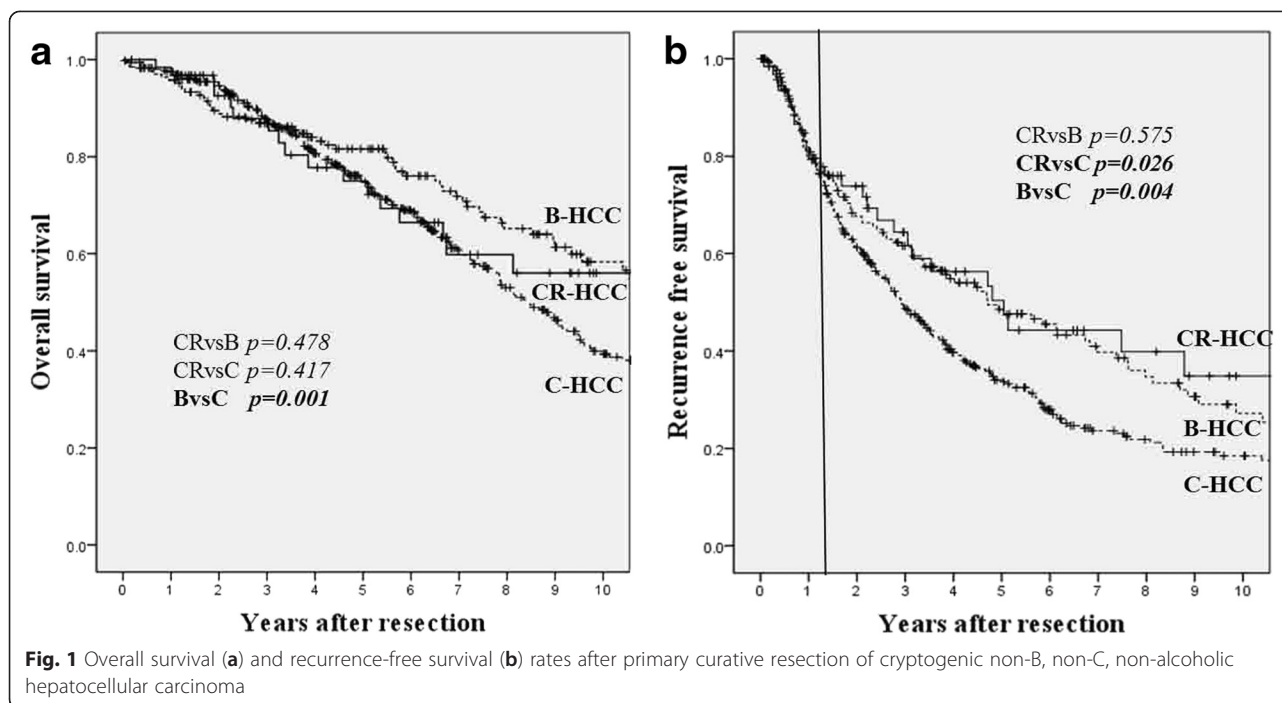 a
Overall survival
1.0
0.8
0.6
0.4
0.2
0.0
B-HCC
CR-HCC
C-HCC
CRvsB p=0.478
CRvsC p=0.417
BvsC p=0.001
0 1 2 3 4 5 6 7 8 9 10
Years after resection
b
Recurrence free survival
1.0
0.8
0.6
0.4
0.2
0.0
CRvsB p=0.575
CRvsC p=0.026
BvsC p=0.004
CR-HCC
B-HCC
C-HCC
0 1 2 3 4 5 6 7 8 9 10
Years after resection
Fig. 1 Overall survival (a) and recurrence-free survival (b) rates after primary curative resection of cryptogenic non-B, non-C, non-alcoholic
hepatocellular carcinoma